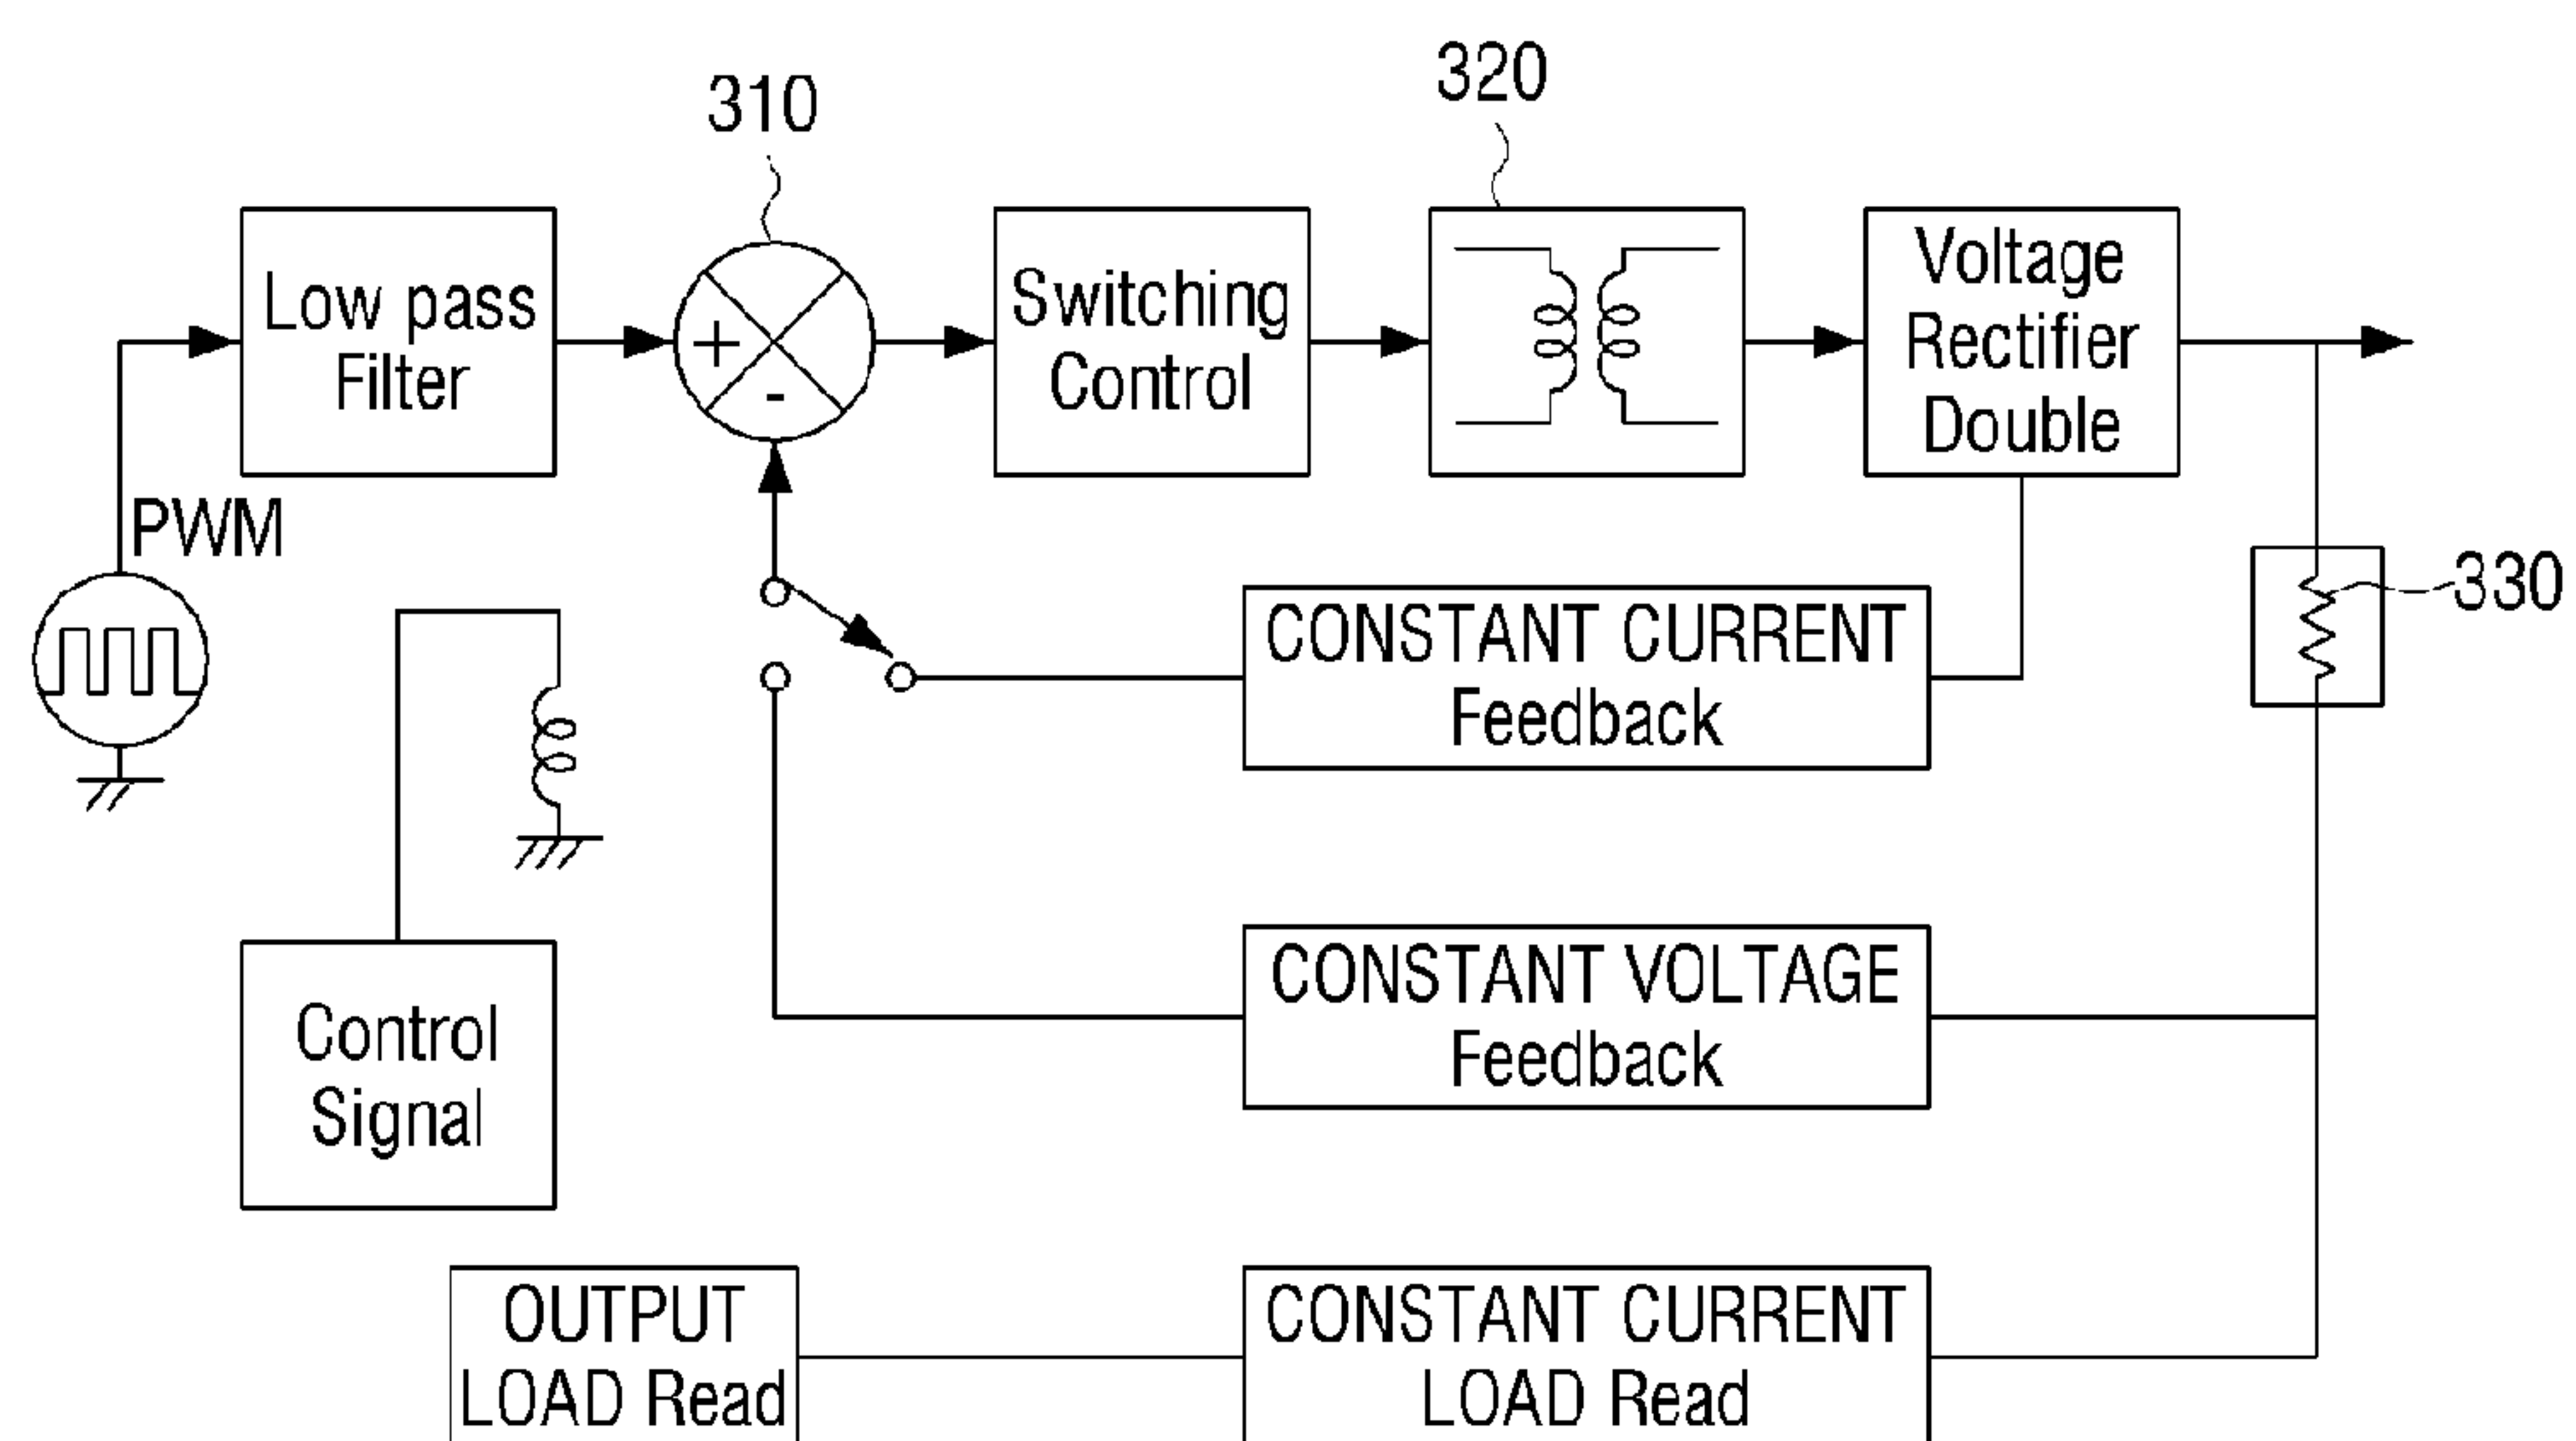 310
320
Low pass
Filter
+
-
Switching
Control
Voltage
Rectifier
Double
PWM
330
CONSTANT CURRENT
Feedback
CONSTANT VOLTAGE
Feedback
Control
Signal
OUTPUT
LOAD Read
CONSTANT CURRENT
LOAD Read